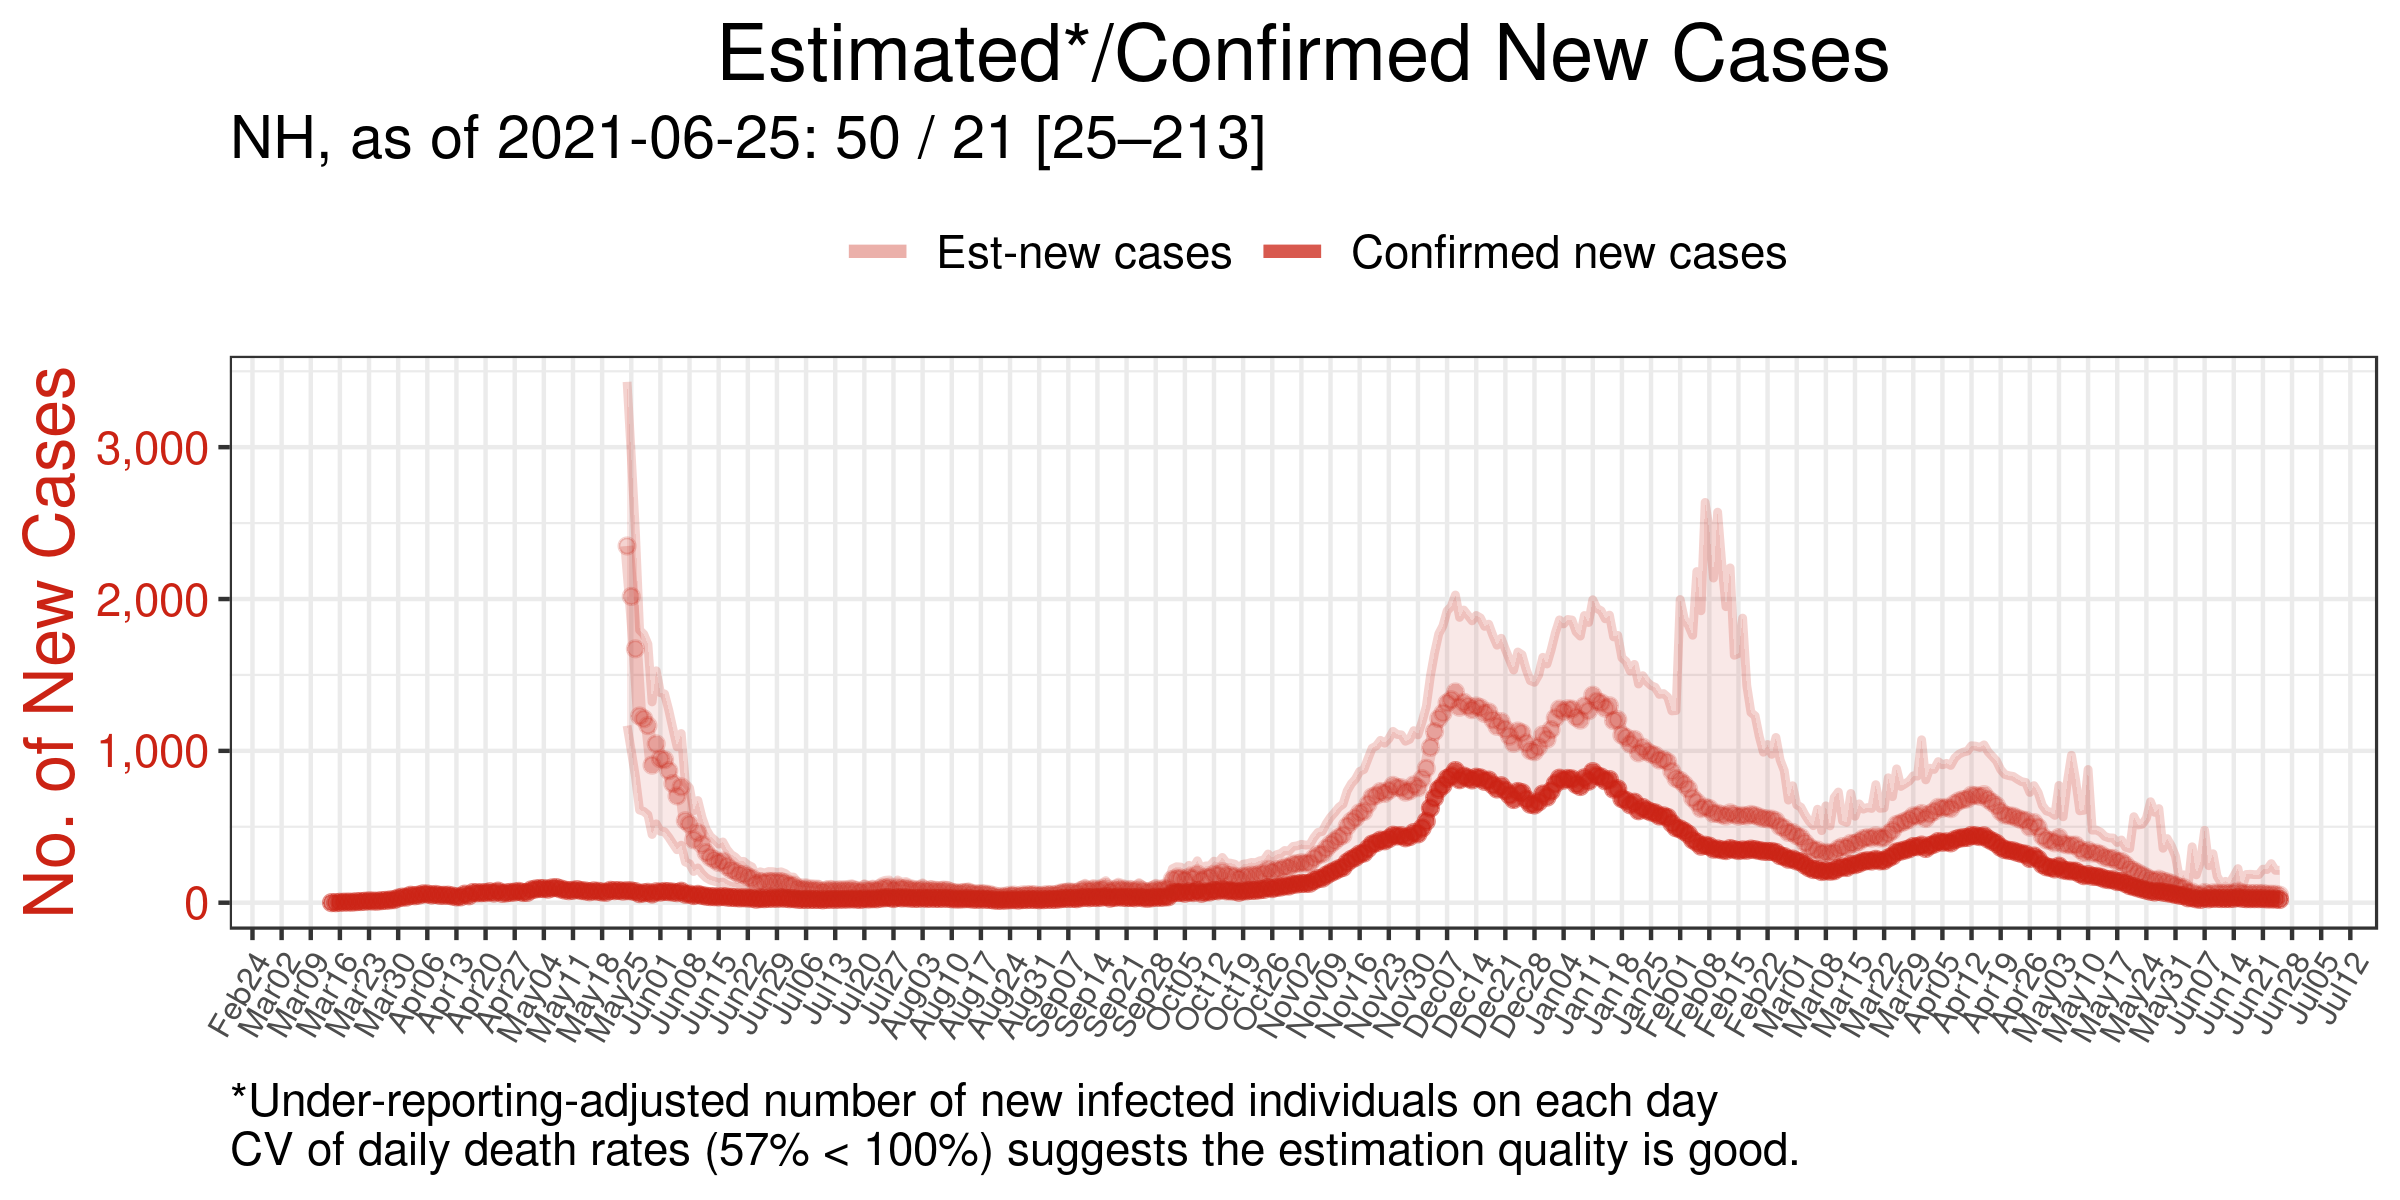 Estimated*/Confirmed New Cases
NH, as of 2021-06-25: 50 / 21 [25–213]
Est-new cases Confirmed new cases
No. of New Cases
3,000
2,000
1,000
0
Feb24 Mar02 Mar09 Mar16 Mar23 Mar30 Apr06 Apr13 Apr20 Apr27 May04 May11 May18 May25 Jun01 Jun08 Jun15 Jun22 Jun29 Jul06 Jul13 Jul20 Jul27 Aug03 Aug10 Aug17 Aug24 Aug31 Sep07 Sep14 Sep21 Sep28 Oct05 Oct12 Oct19 Oct26 Nov02 Nov09 Nov16 Nov23 Nov30 Dec07 Dec14 Dec21 Dec28 Jan04 Jan11 Jan18 Jan25 Feb01 Feb08 Feb15 Feb22 Mar01 Mar08 Mar15 Mar22 Mar29 Apr05 Apr12 Apr19 Apr26 May03 May10 May17 May24 May31 Jun07 Jun14 Jun21 Jun28 Jul05 Jul12
*Under-reporting-adjusted number of new infected individuals on each day
CV of daily death rates (57% < 100%) suggests the estimation quality is good.